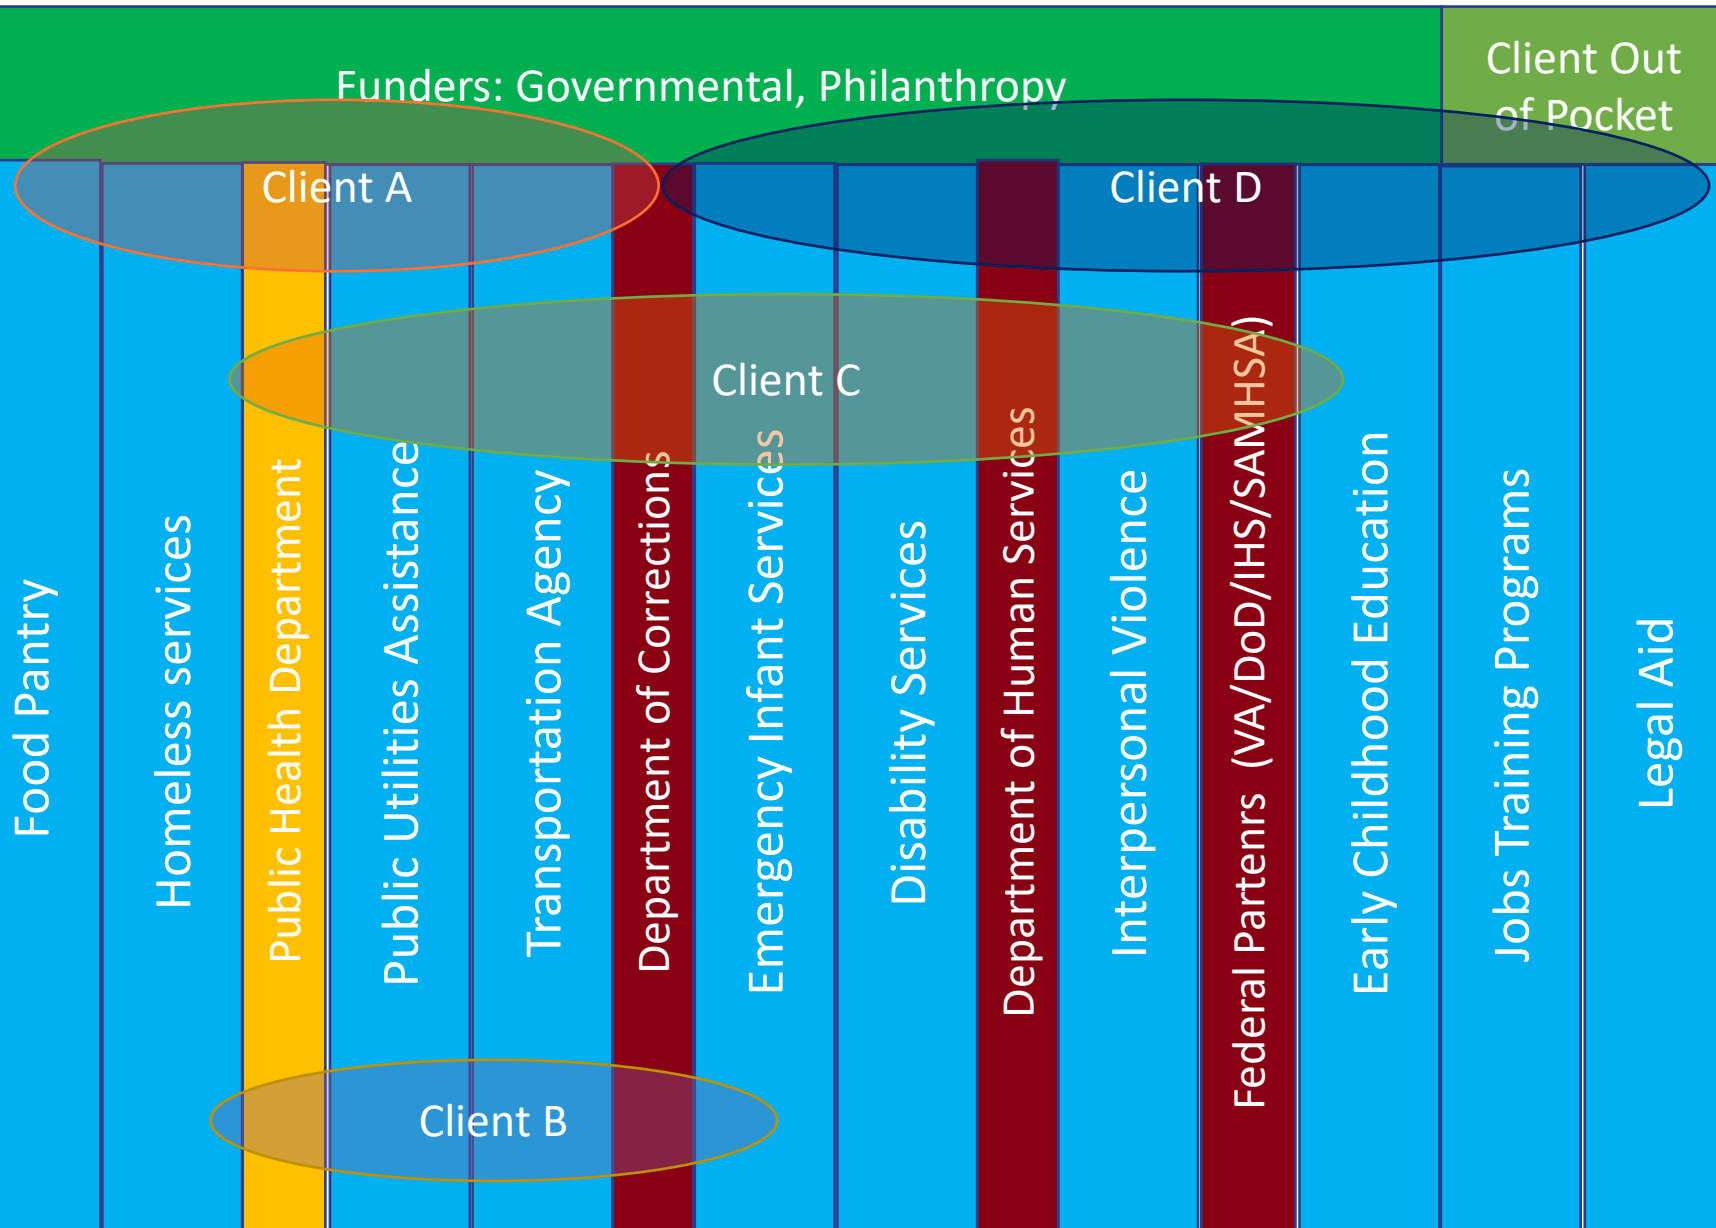 Funders: Governmental, Philanthropy
Client Out
of Pocket
Client A
Client D
Client C
Food Pantry
Homeless services
Public Health Department
Public Utilities Assistance
Transportation Agency
Department of Corrections
Emergency Infant Services
Disability Services
Department of Human Services
Interpersonal Violence
Federal Partenrs (VA/DoD/IHS/SAMHSA)
Early Childhood Education
Jobs Training Programs
Legal Aid
Client B